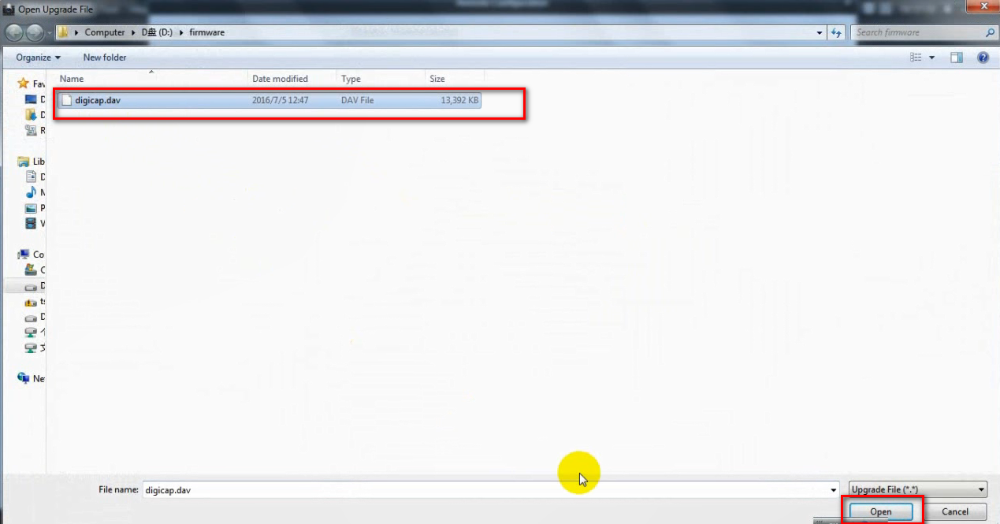 Open Upgrade File
Computer D盘 (D:) firmware
Search firmware
Organize New folder
Name Date modified Type Size
digicap.dav 2016/7/5 12:47 DAV File 13,392 KB
Fav
D
D
R
Lib
D
M
P
V
Co
C
D
ts
D
个
文
Ne
File name: digicap.dav Upgrade File (*.*)
Open Cancel